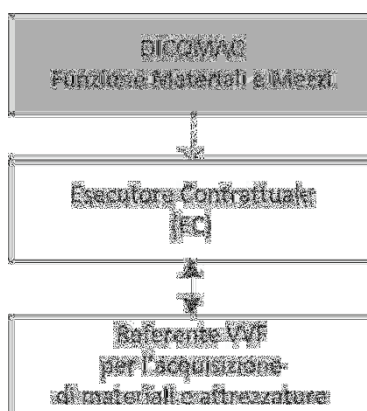 DICOMAC
Funzione Materiali e Mezzi
Esecutore Contrattuale
(EC)
Referente VVF
per l'acquisizione
di materiali e attrezzature